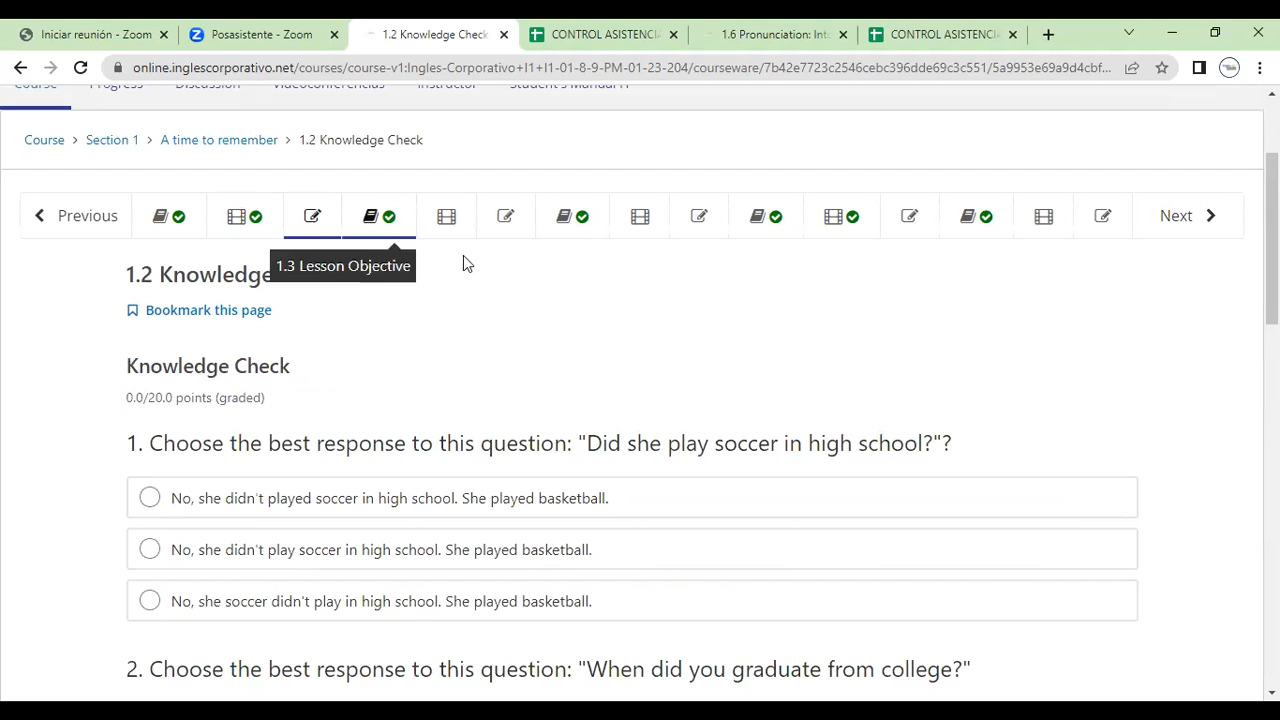 Iniciar reunión - Zoom
Posasistente - Zoom
1.2 Knowledge Check
CONTROL ASISTENCIA
1.6 Pronunciation: Into
CONTROL ASISTENCIA
online.inglescorporativo.net/courses/course-v1:Ingles-Corporativo+I1+I1-01-8-9-PM-01-23-204/courseware/7b42e7723c2546cebc396dde69c3c551/5a9953e69a9d4cbf...
Course Progress Discussion Videoconferencias Instructor Student's Manual I1
Course > Section 1 > A time to remember > 1.2 Knowledge Check
Previous
Next
1.3 Lesson Objective
1.2 Knowledge
Bookmark this page
Knowledge Check
0.0/20.0 points (graded)
1. Choose the best response to this question: "Did she play soccer in high school?"?
No, she didn't played soccer in high school. She played basketball.
No, she didn't play soccer in high school. She played basketball.
No, she soccer didn't play in high school. She played basketball.
2. Choose the best response to this question: "When did you graduate from college?"